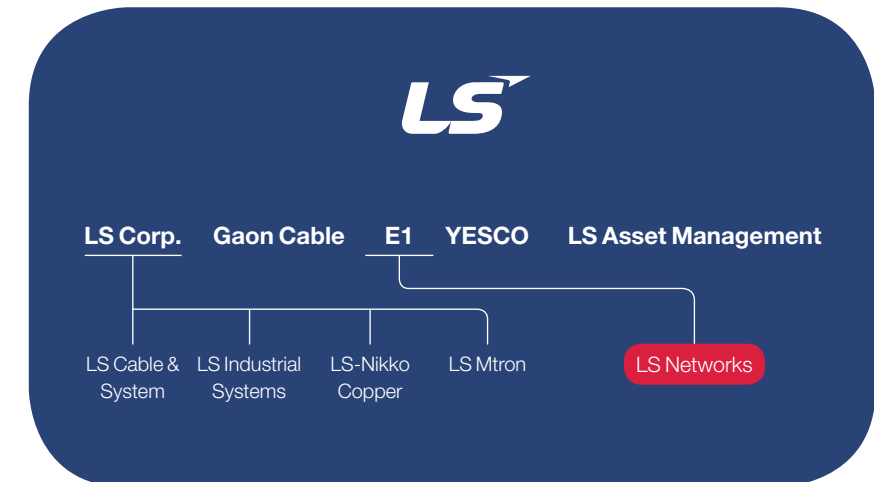 LS
LS Corp. Gaon Cable E1 YESCO LS Asset Management
LS Cable & LS Industrial LS-Nikko LS Mtron LS Networks
System Systems Copper